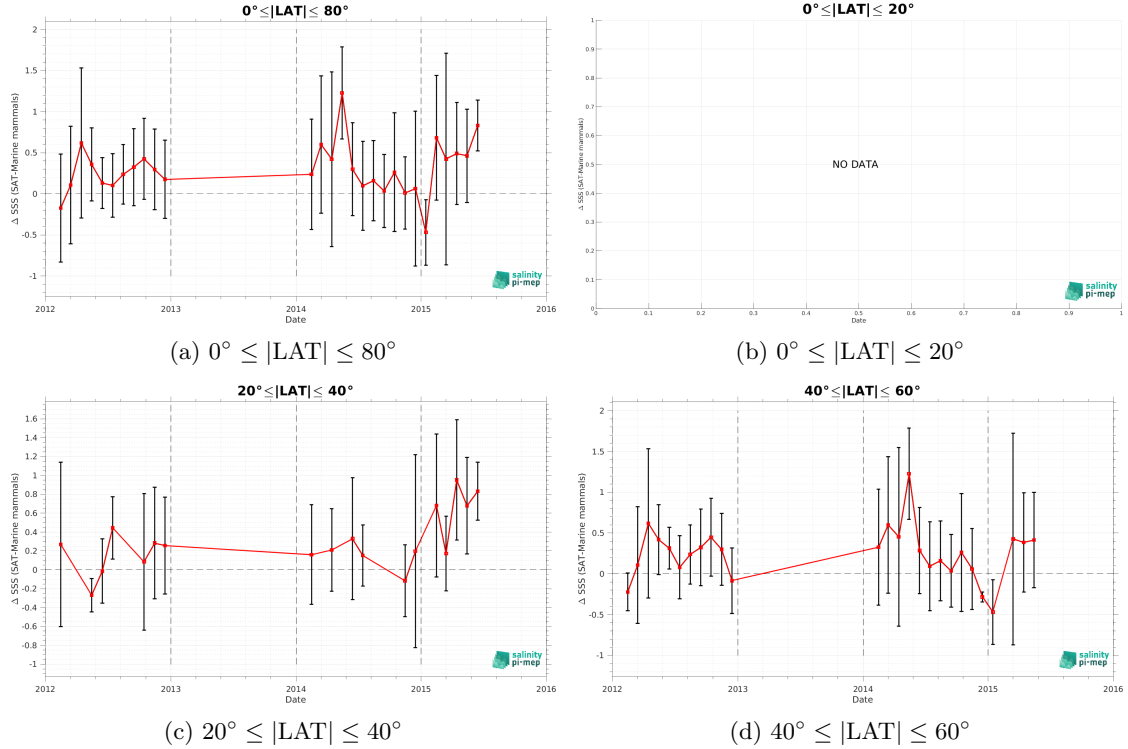 0°≤|LAT|≤ 80°
Δ SSS (SAT-Marine mammals)
2
1.5
1
0.5
0
-0.5
-1
2012 2013 2014 2015 2016
Date
salinity
pi-mep
(a) 0° ≤ |LAT| ≤ 80°
0°≤|LAT|≤ 20°
Δ SSS (SAT-Marine mammals)
1
0.9
0.8
0.7
0.6
0.5
0.4
0.3
0.2
0.1
0
NO DATA
0 0.1 0.2 0.3 0.4 0.5 0.6 0.7 0.8 0.9 1
Date
salinity
pi-mep
(b) 0° ≤ |LAT| ≤ 20°
20°≤|LAT|≤ 40°
Δ SSS (SAT-Marine mammals)
1.6
1.4
1.2
1
0.8
0.6
0.4
0.2
0
-0.2
-0.4
-0.6
-0.8
-1
2012 2013 2014 2015 2016
Date
salinity
pi-mep
(c) 20° ≤ |LAT| ≤ 40°
40°≤|LAT|≤ 60°
Δ SSS (SAT-Marine mammals)
2
1.5
1
0.5
0
-0.5
-1
2012 2013 2014 2015 2016
Date
salinity
pi-mep
(d) 40° ≤ |LAT| ≤ 60°